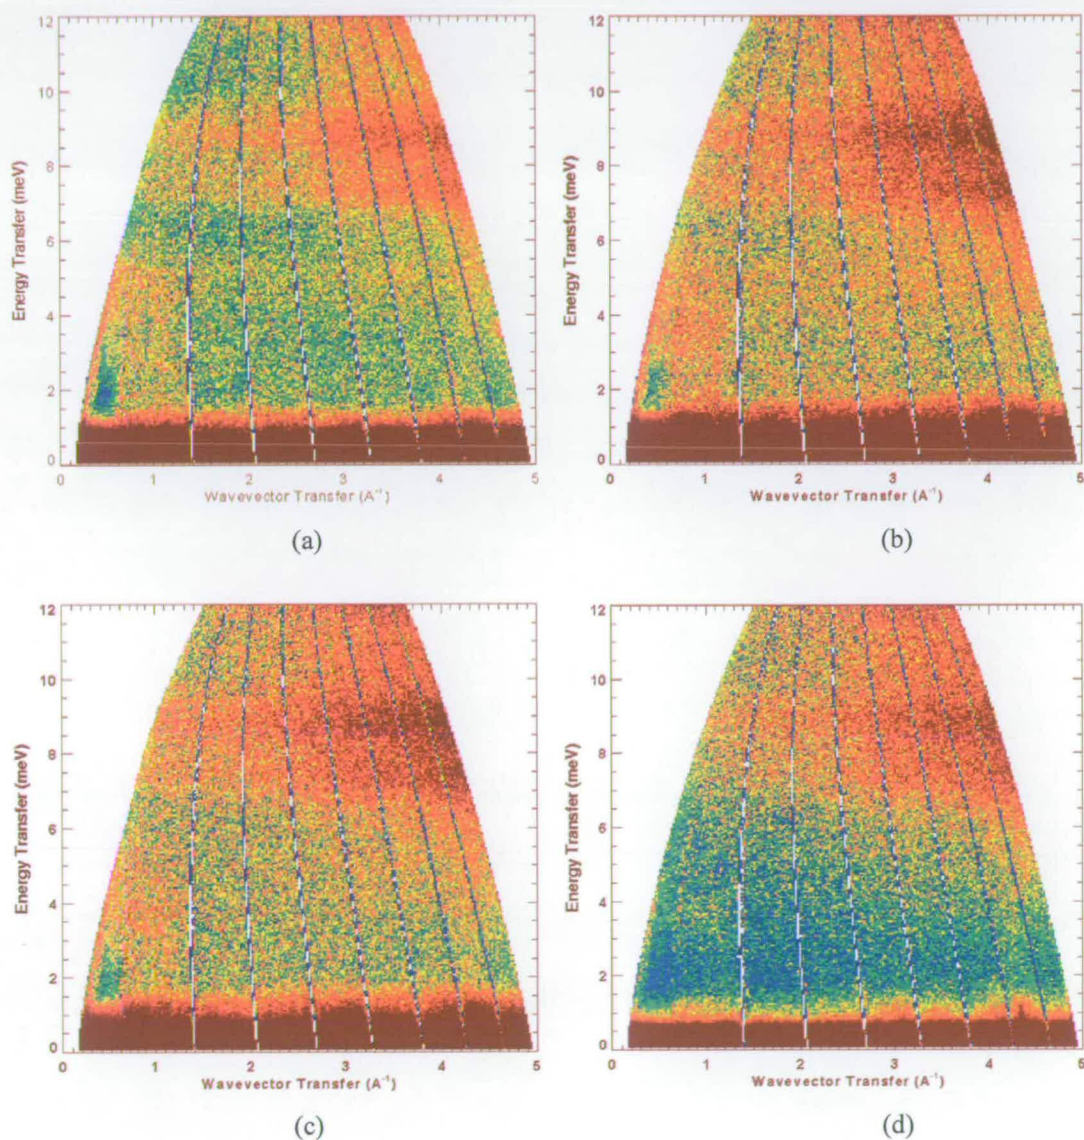 12
10
8
6
4
2
0
Energy Transfer (meV)
0 1 2 3 4 5
Wavevector Transfer (A⁻¹)
(a)
12
10
8
6
4
2
0
Energy Transfer (meV)
0 1 2 3 4 5
Wavevector Transfer (A⁻¹)
(b)
12
10
8
6
4
2
0
Energy Transfer (meV)
0 1 2 3 4 5
Wavevector Transfer (A⁻¹)
(c)
12
10
8
6
4
2
0
Energy Transfer (meV)
0 1 2 3 4 5
Wavevector Transfer (A⁻¹)
(d)